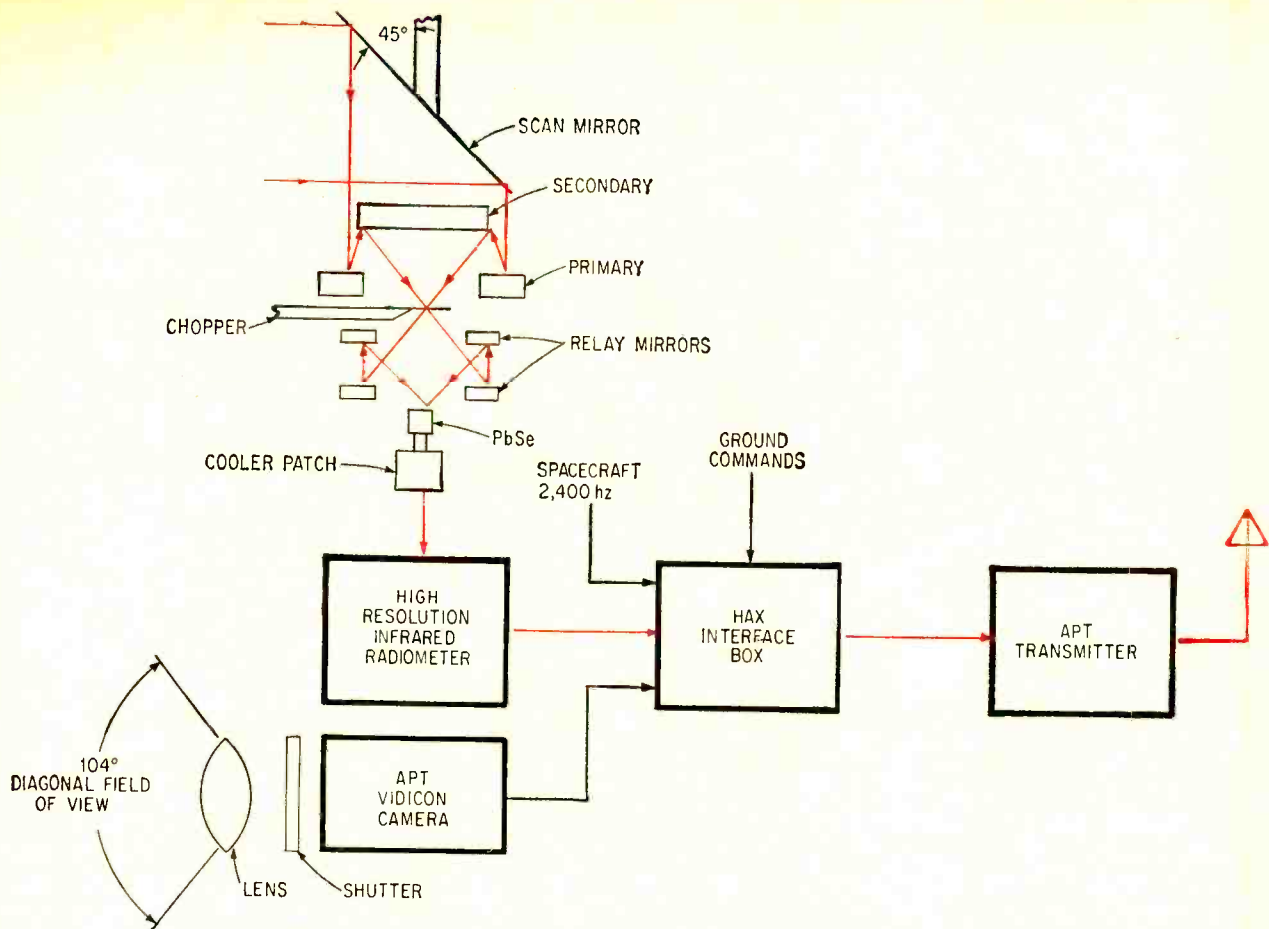 45°
SCAN MIRROR
SECONDARY
PRIMARY
CHOPPER
RELAY MIRRORS
PbSe
COOLER PATCH
SPACECRAFT
2,400 hz
GROUND
COMMANDS
HIGH
RESOLUTION
INFRARED
RADIOMETER
HAX
INTERFACE
BOX
APT
TRANSMITTER
104°
DIAGONAL FIELD
OF VIEW
APT
VIDICON
CAMERA
LENS
SHUTTER